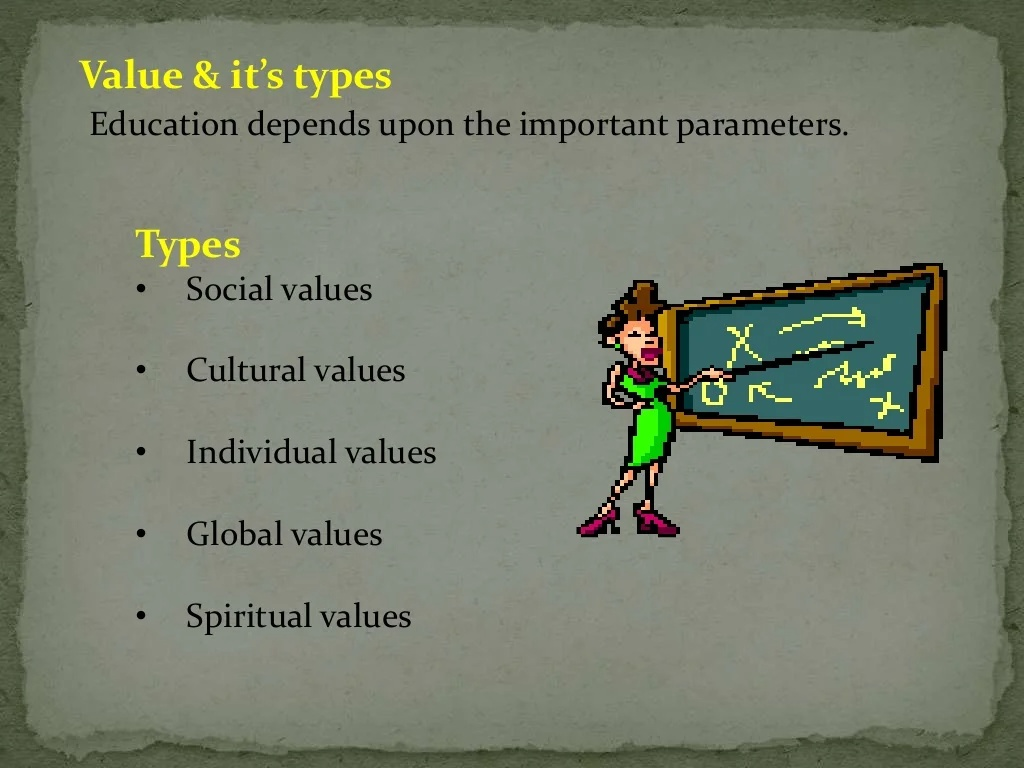 Value & it’s types
Education depends upon the important parameters.
Types
• Social values
• Cultural values
• Individual values
• Global values
• Spiritual values